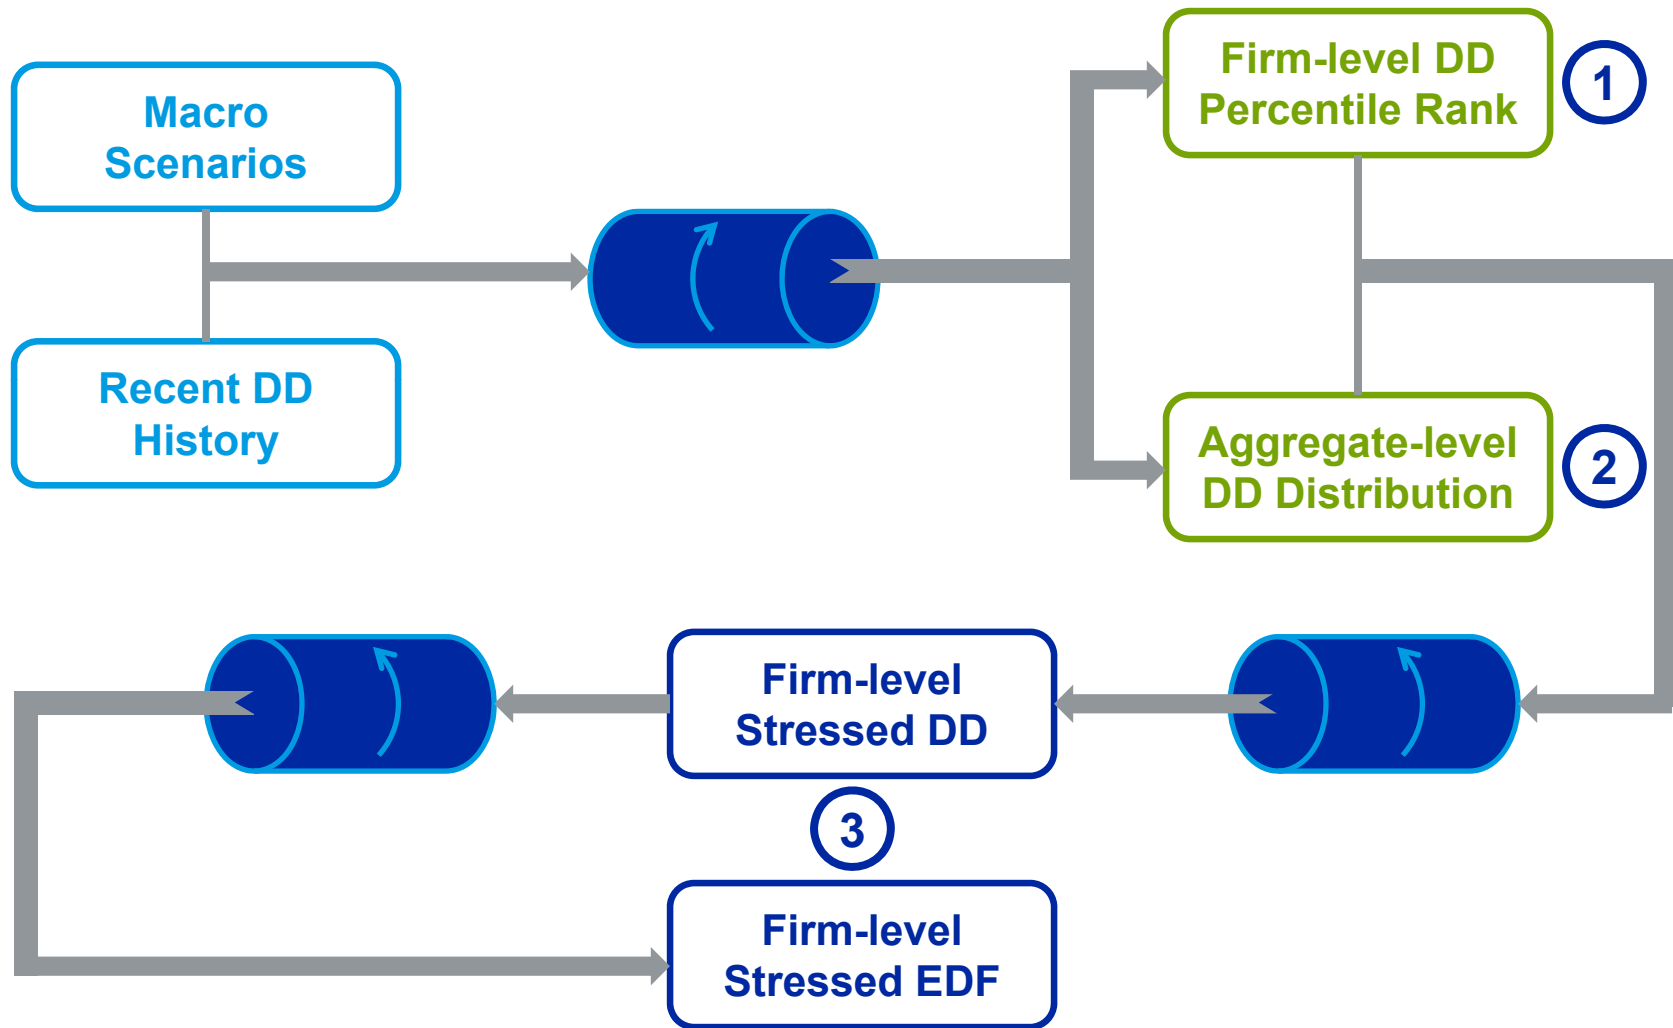 Macro
Scenarios
Recent DD
History
Firm-level DD
Percentile Rank
1
Aggregate-level
DD Distribution
2
Firm-level
Stressed DD
3
Firm-level
Stressed EDF